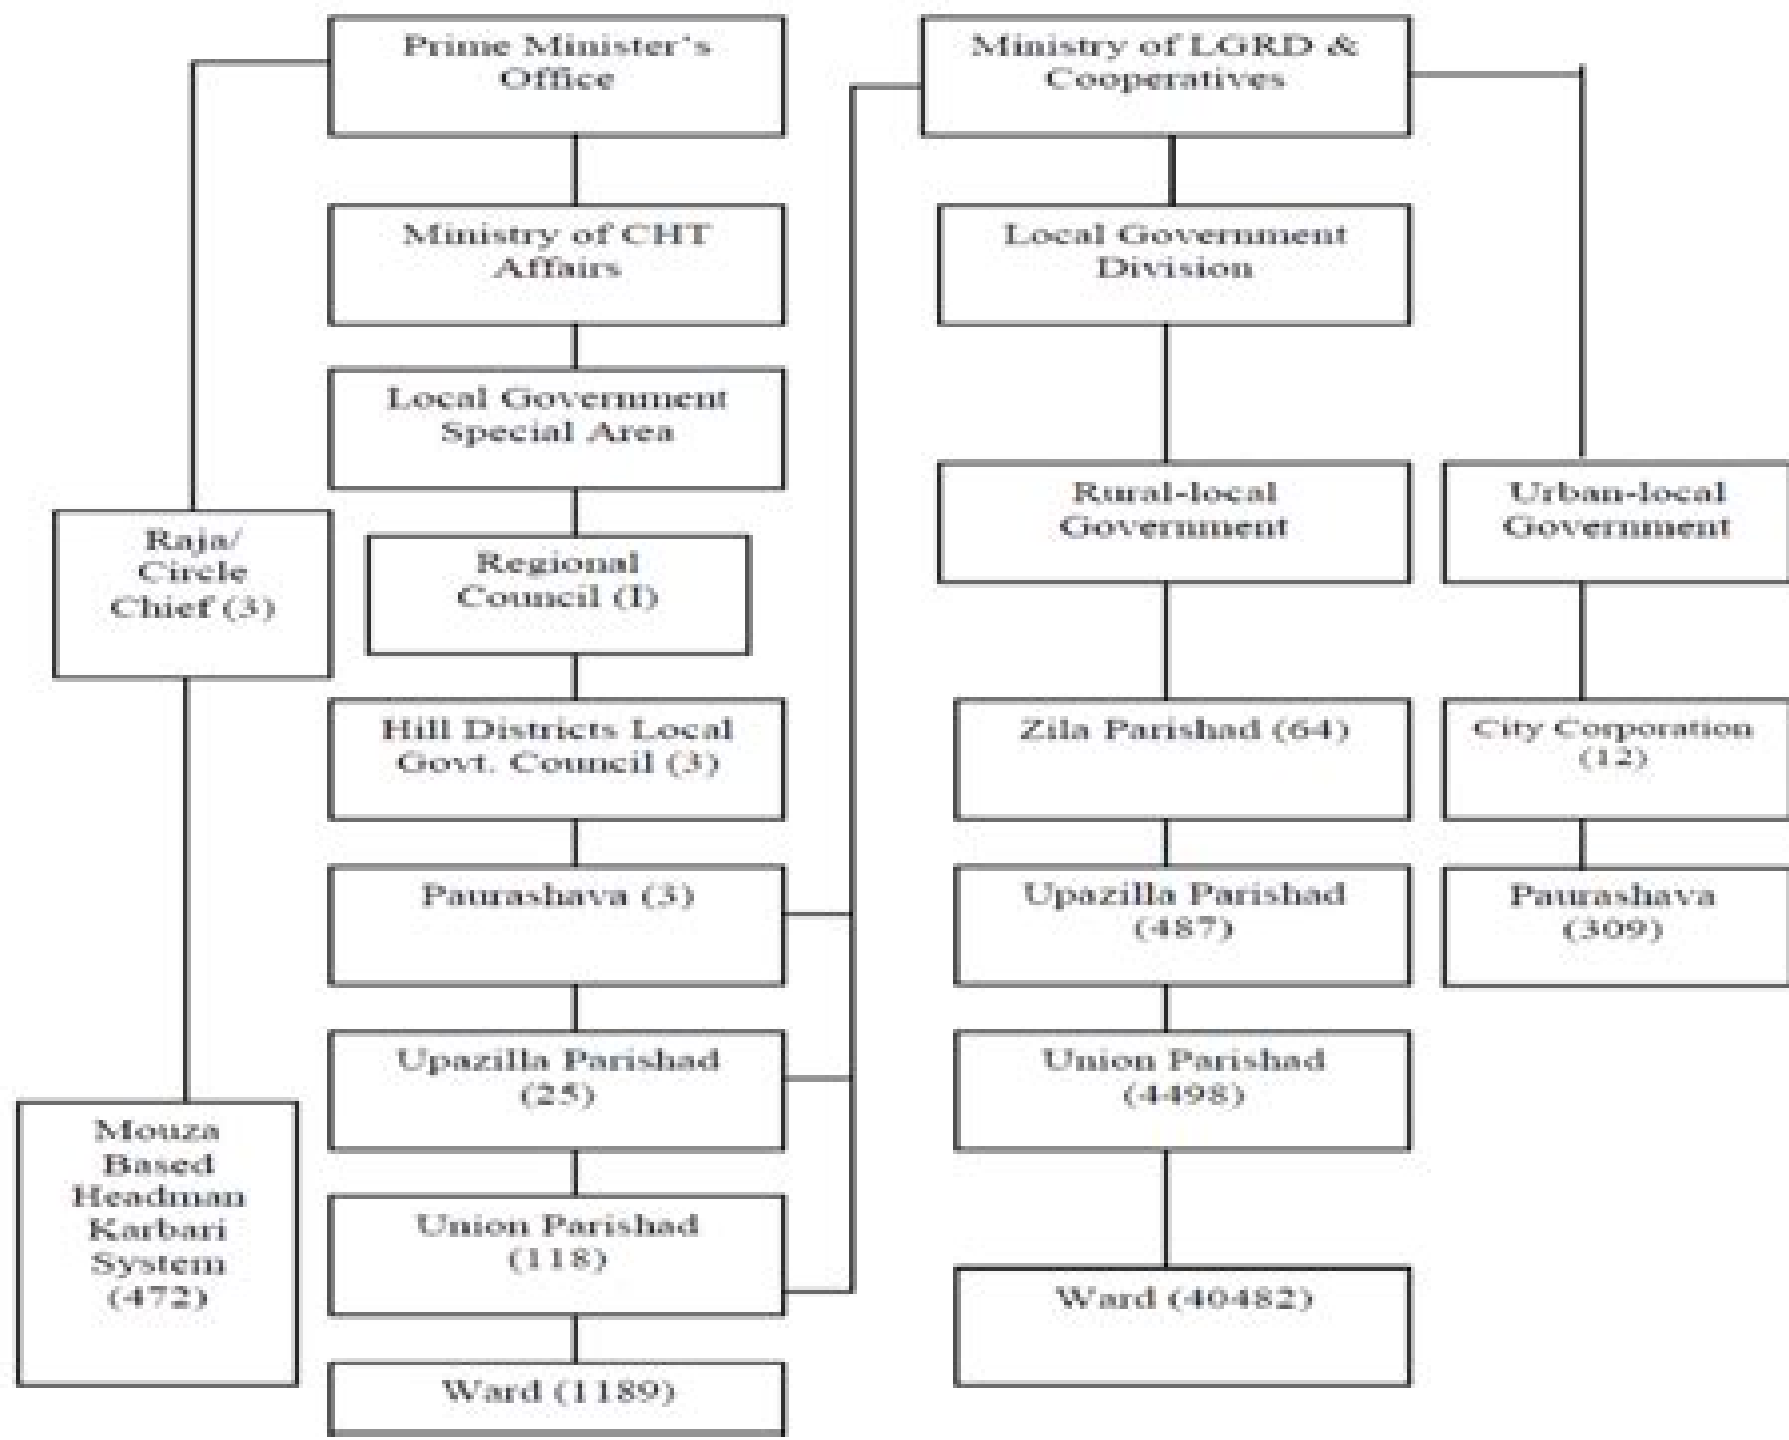 Prime Minister's
Office
Ministry of CHT
Affairs
Local Government
Special Area
Raja/
Circle
Chief (3)
Regional
Council (I)
Hill Districts Local
Govt. Council (3)
Paurashava (3)
Upazilla Parishad
(25)
Mouza
Based
Headman
Karbari
System
(472)
Union Parishad
(118)
Ward (1189)
Ministry of LGRD &
Cooperatives
Local Government
Division
Rural-local
Government
Zila Parishad (64)
Upazilla Parishad
(487)
Union Parishad
(4498)
Ward (40482)
Urban-local
Government
City Corporation
(12)
Paurashava
(309)